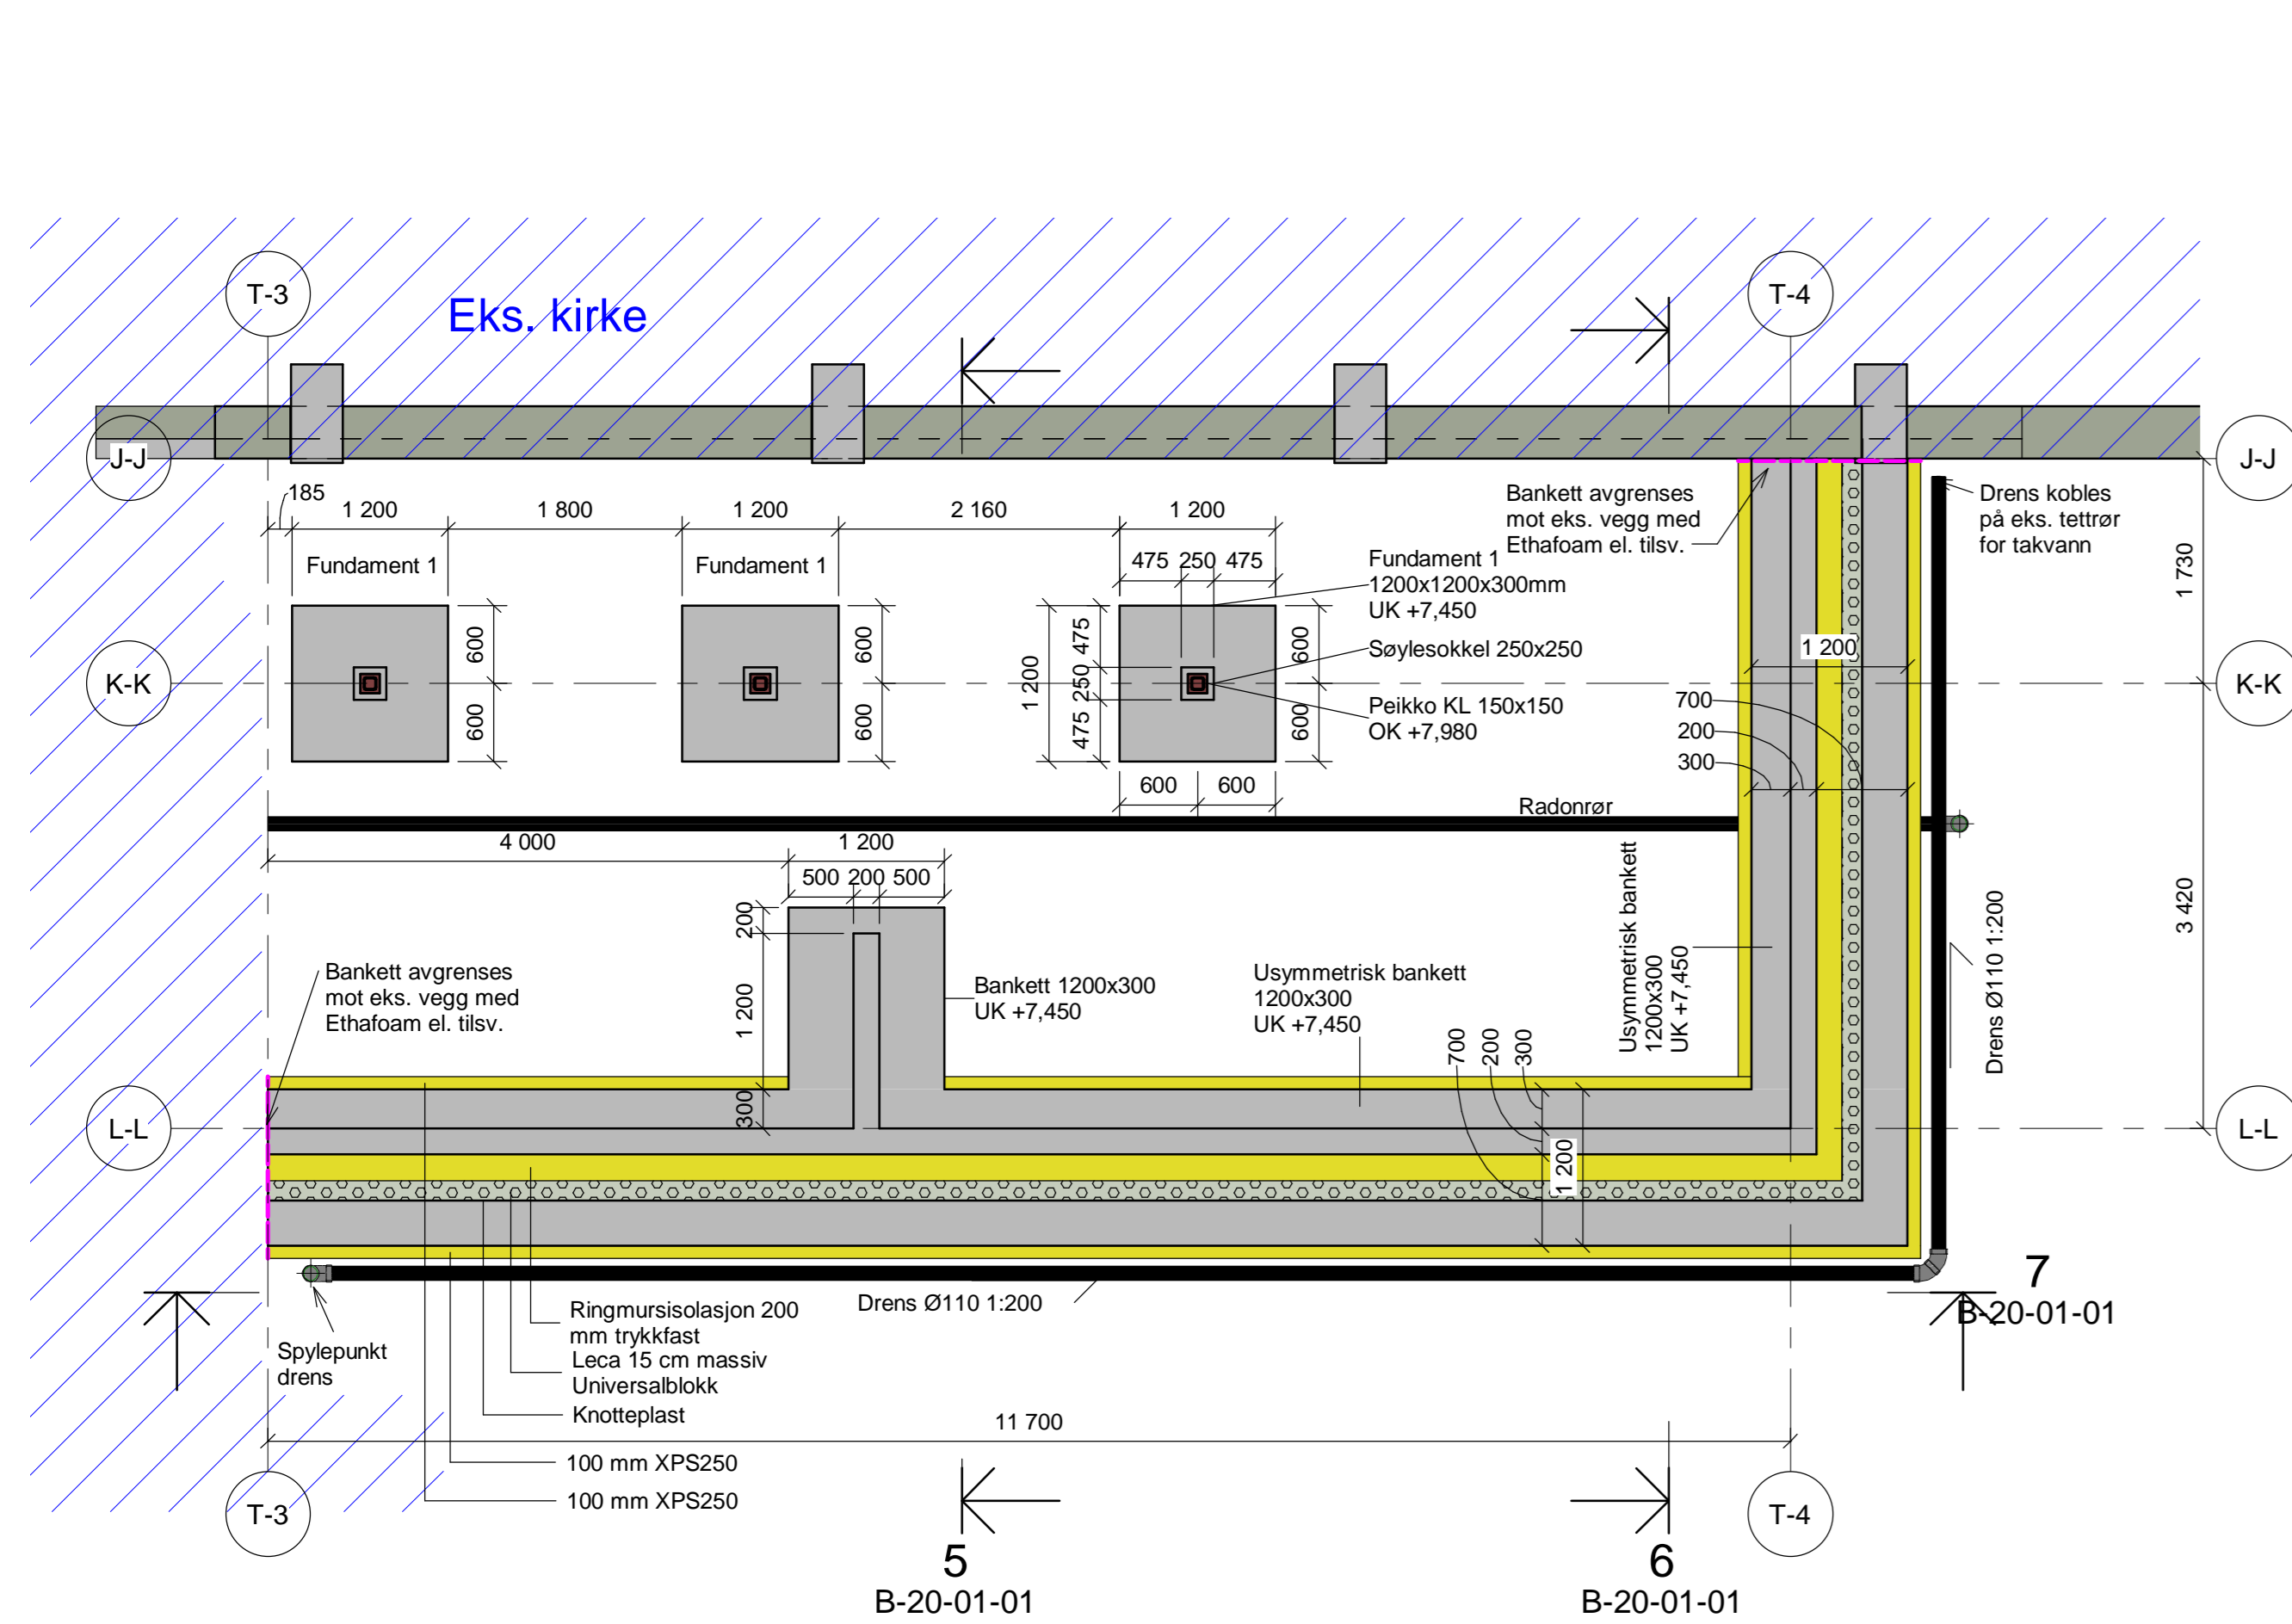 T-3
T-4
Eks. kirke
J-J
J-J
185
1 200
1 800
1 200
2 160
1 200
Bankett avgrenses
mot eks. vegg med
Ethafoam el. tilsv.
Drens kobles
på eks. tettrør
for takvann
Fundament 1
Fundament 1
475
250
475
Fundament 1
1200x1200x300mm
UK +7,450
1 730
600
600
600
600
1 200
475
250
475
600
600
Søylesokkel 250x250
Peikko KL 150x150
OK +7,980
K-K
K-K
1 200
700
200
300
600
600
Radonrør
4 000
1 200
500
200
500
200
1 200
300
Bankett avgrenses
mot eks. vegg med
Ethafoam el. tilsv.
Bankett 1200x300
UK +7,450
Usymmetrisk bankett
1200x300
UK +7,450
Usymmetrisk bankett
1200x300
UK +7,450
3 420
Drens Ø110 1:200
700
200
300
1 200
L-L
L-L
7
B-20-01-01
Drens Ø110 1:200
Spylepunkt
drens
Ringmursisolasjon 200
mm trykkfast
Leca 15 cm massiv
Universalblokk
Knotteplast
11 700
100 mm XPS250
100 mm XPS250
T-3
T-4
5
B-20-01-01
6
B-20-01-01